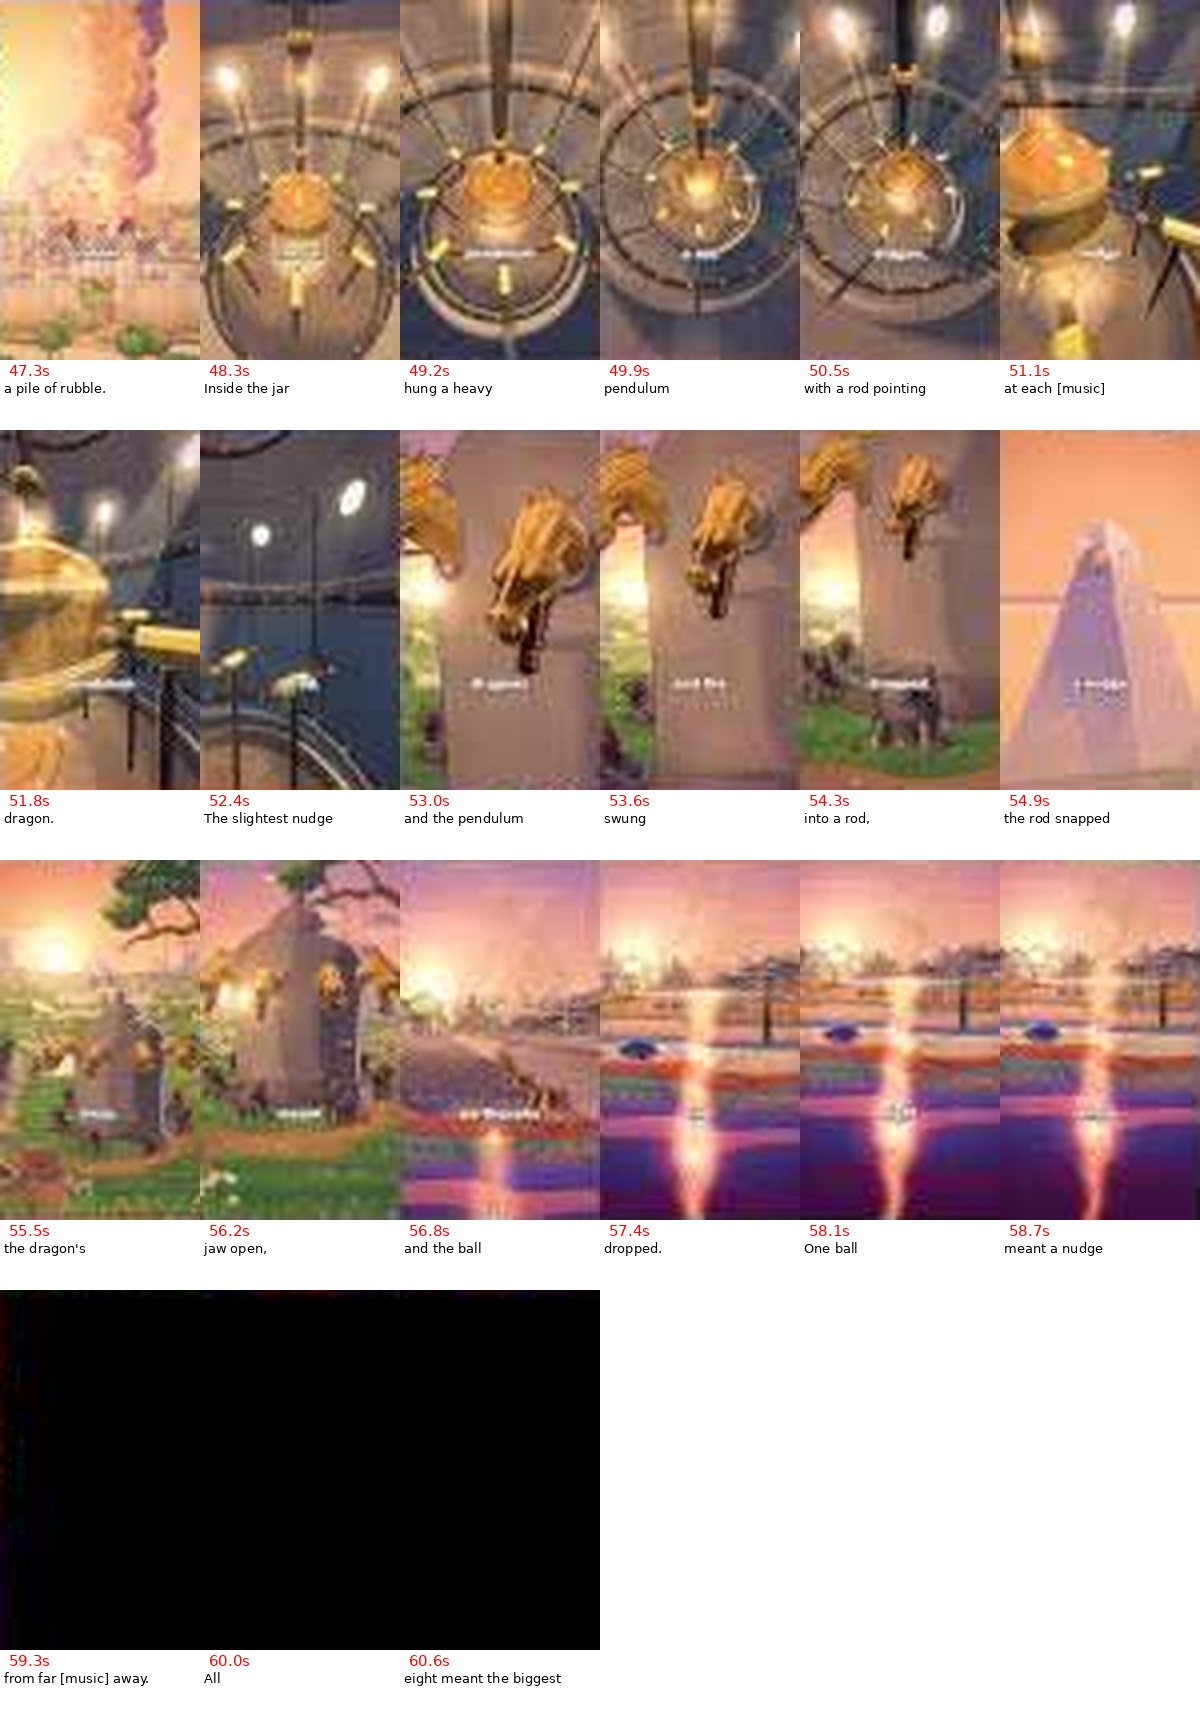 47.3s
a pile of rubble.
48.3s
Inside the jar
49.2s
hung a heavy
49.9s
pendulum
50.5s
with a rod pointing
51.1s
at each [music]
51.8s
dragon.
52.4s
The slightest nudge
53.0s
and the pendulum
53.6s
swung
54.3s
into a rod,
54.9s
the rod snapped
55.5s
the dragon's
56.2s
jaw open,
56.8s
and the ball
57.4s
dropped.
58.1s
One ball
58.7s
meant a nudge
59.3s
from far [music] away.
60.0s
All
60.6s
eight meant the biggest